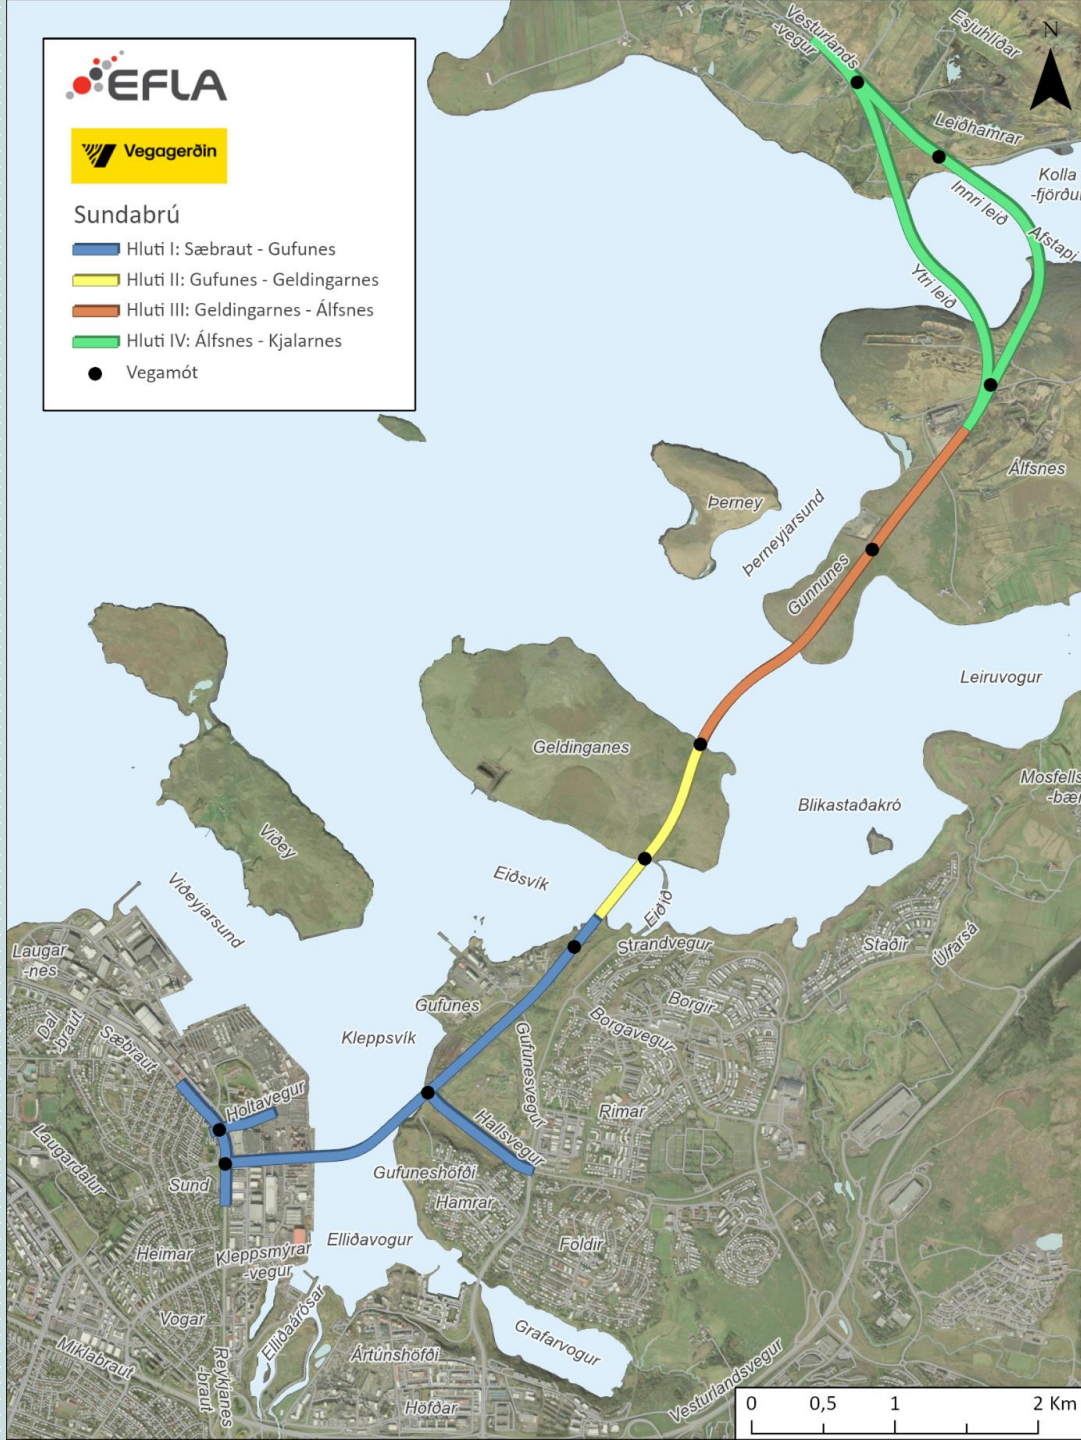 EFLA
Vegagerðin
Sundabrú
Hluti I: Sæbraut - Gufunes
Hluti II: Gufunes - Geldingarnes
Hluti III: Geldingarnes - Álfsnes
Hluti IV: Álfsnes - Kjalarnes
Vegamót
Vesturlands
-vegur
Esjuhlíðar
N
Leiðhamrar
Kolla
-fjörðu
Innri leið
Afstapi
Ytri leið
Álfsnes
Þerney
Þerneyjarsund
Gunnunes
Leiruvogur
Geldinganes
Mosfells
-bær
Blikastaðakró
Viðey
Eiðsvík
Viðeyjarsund
Eiðið
Strandvegur
Staðir
Úlfarsá
Laugar
-nes
Borgir
Gufunes
Dal
-braut
Sæbraut
Kleppsvík
Borgavegur
Gufunesvegur
Holtavegur
Rimar
Hallsvegur
Laugardalur
Gufuneshöfði
Sund
Hamrar
Elliðavogur
Foldir
Heimar
Kleppsmýrar
-vegur
Vogar
Elliðaárósar
Grafarvogur
Miklabraut
Ártúnshöfði
Reykjanes
-braut
Höfðar
Vesturlandsvegur
0 0,5 1 2 Km